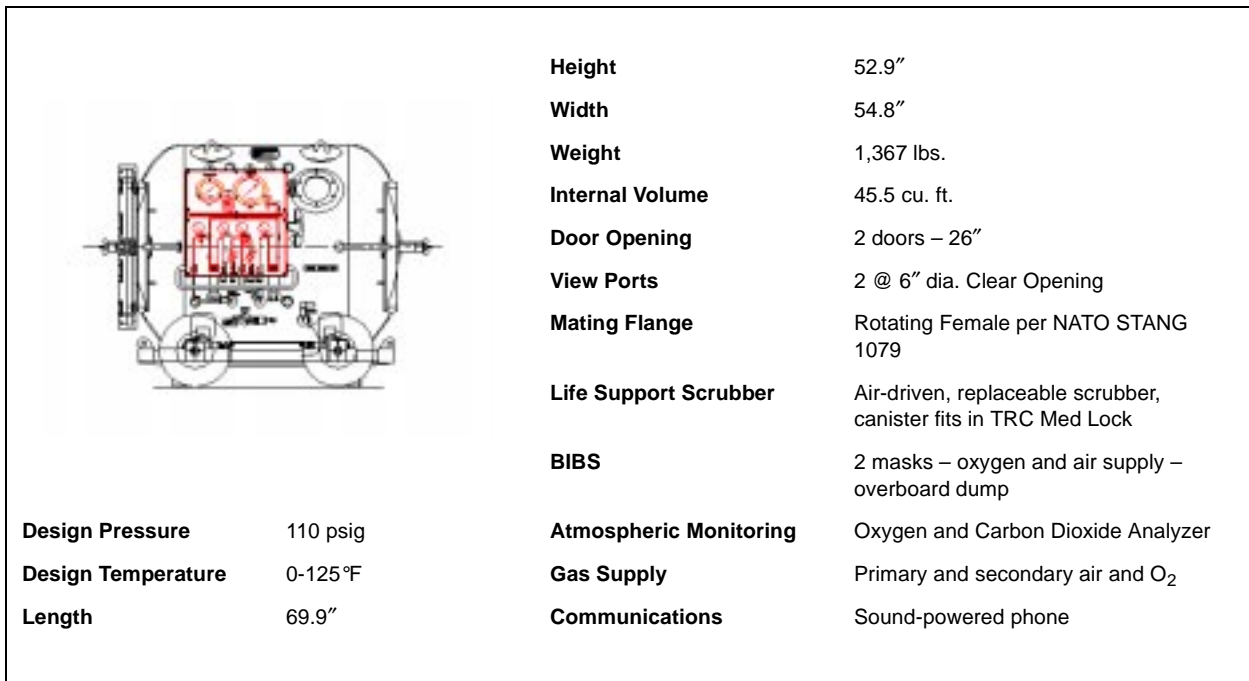 Height 52.9″
Width 54.8″
Weight 1,367 lbs.
Internal Volume 45.5 cu. ft.
Door Opening 2 doors – 26″
View Ports 2 @ 6″ dia. Clear Opening
Mating Flange Rotating Female per NATO STANG
1079
Life Support Scrubber Air-driven, replaceable scrubber,
canister fits in TRC Med Lock
BIBS 2 masks – oxygen and air supply –
overboard dump
Design Pressure 110 psig
Atmospheric Monitoring Oxygen and Carbon Dioxide Analyzer
Design Temperature 0-125°F
Gas Supply Primary and secondary air and O₂
Length 69.9″
Communications Sound-powered phone